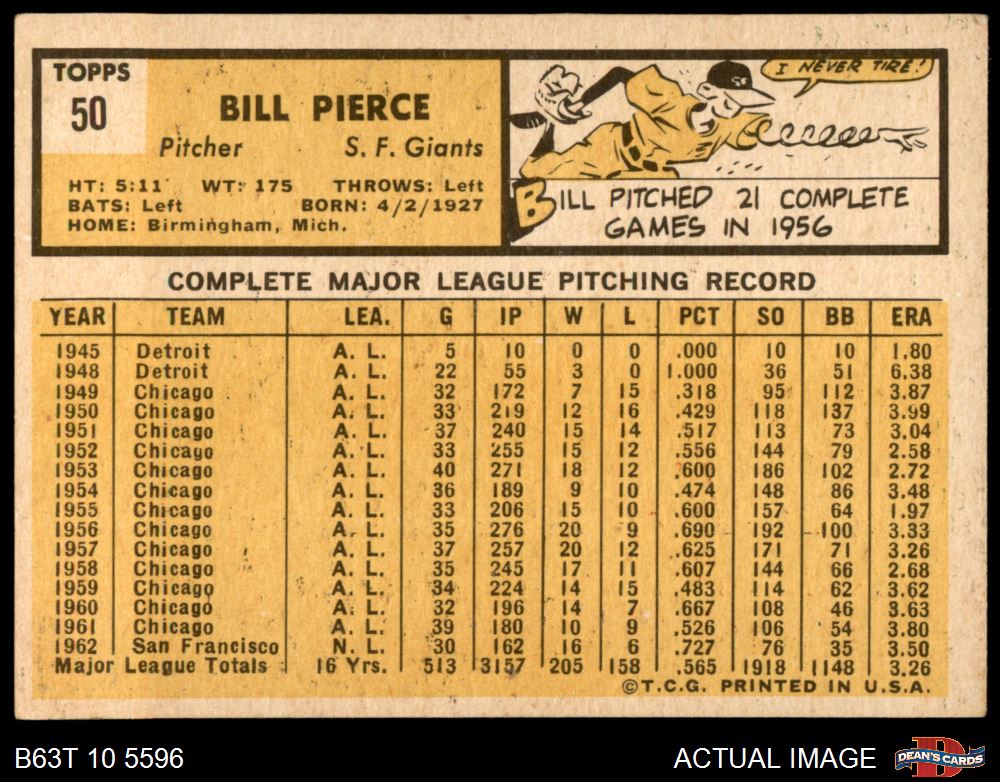 TOPPS
50
BILL PIERCE
Pitcher S. F. Giants
HT: 5:11 WT: 175 THROWS: Left
BATS: Left BORN: 4/2/1927
HOME: Birmingham, Mich.
I NEVER TIRE!
SF
BILL PITCHED 21 COMPLETE
GAMES IN 1956
COMPLETE MAJOR LEAGUE PITCHING RECORD
YEAR TEAM LEA. G IP W L PCT SO BB ERA
1945 Detroit A. L. 5 10 0 0 .000 10 10 1.80
1948 Detroit A. L. 22 55 3 0 1.000 36 51 6.38
1949 Chicago A. L. 32 172 7 15 .318 95 112 3.87
1950 Chicago A. L. 33 219 12 16 .429 118 137 3.99
1951 Chicago A. L. 37 240 15 14 .517 113 73 3.04
1952 Chicago A. L. 33 255 15 12 .556 144 79 2.58
1953 Chicago A. L. 40 271 18 12 .600 186 102 2.72
1954 Chicago A. L. 36 189 9 10 .474 148 86 3.48
1955 Chicago A. L. 33 206 15 10 .600 157 64 1.97
1956 Chicago A. L. 35 276 20 9 .690 192 100 3.33
1957 Chicago A. L. 37 257 20 12 .625 171 71 3.26
1958 Chicago A. L. 35 245 17 11 .607 144 66 2.68
1959 Chicago A. L. 34 224 14 15 .483 114 62 3.62
1960 Chicago A. L. 32 196 14 7 .667 108 46 3.63
1961 Chicago A. L. 39 180 10 9 .526 106 54 3.80
1962 San Francisco N. L. 30 162 16 6 .727 76 35 3.50
Major League Totals 16 Yrs. 513 3157 205 158 .565 1918 1148 3.26
©T.C.G. PRINTED IN U.S.A.
B63T 10 5596 ACTUAL IMAGE D DEAN'S CARDS